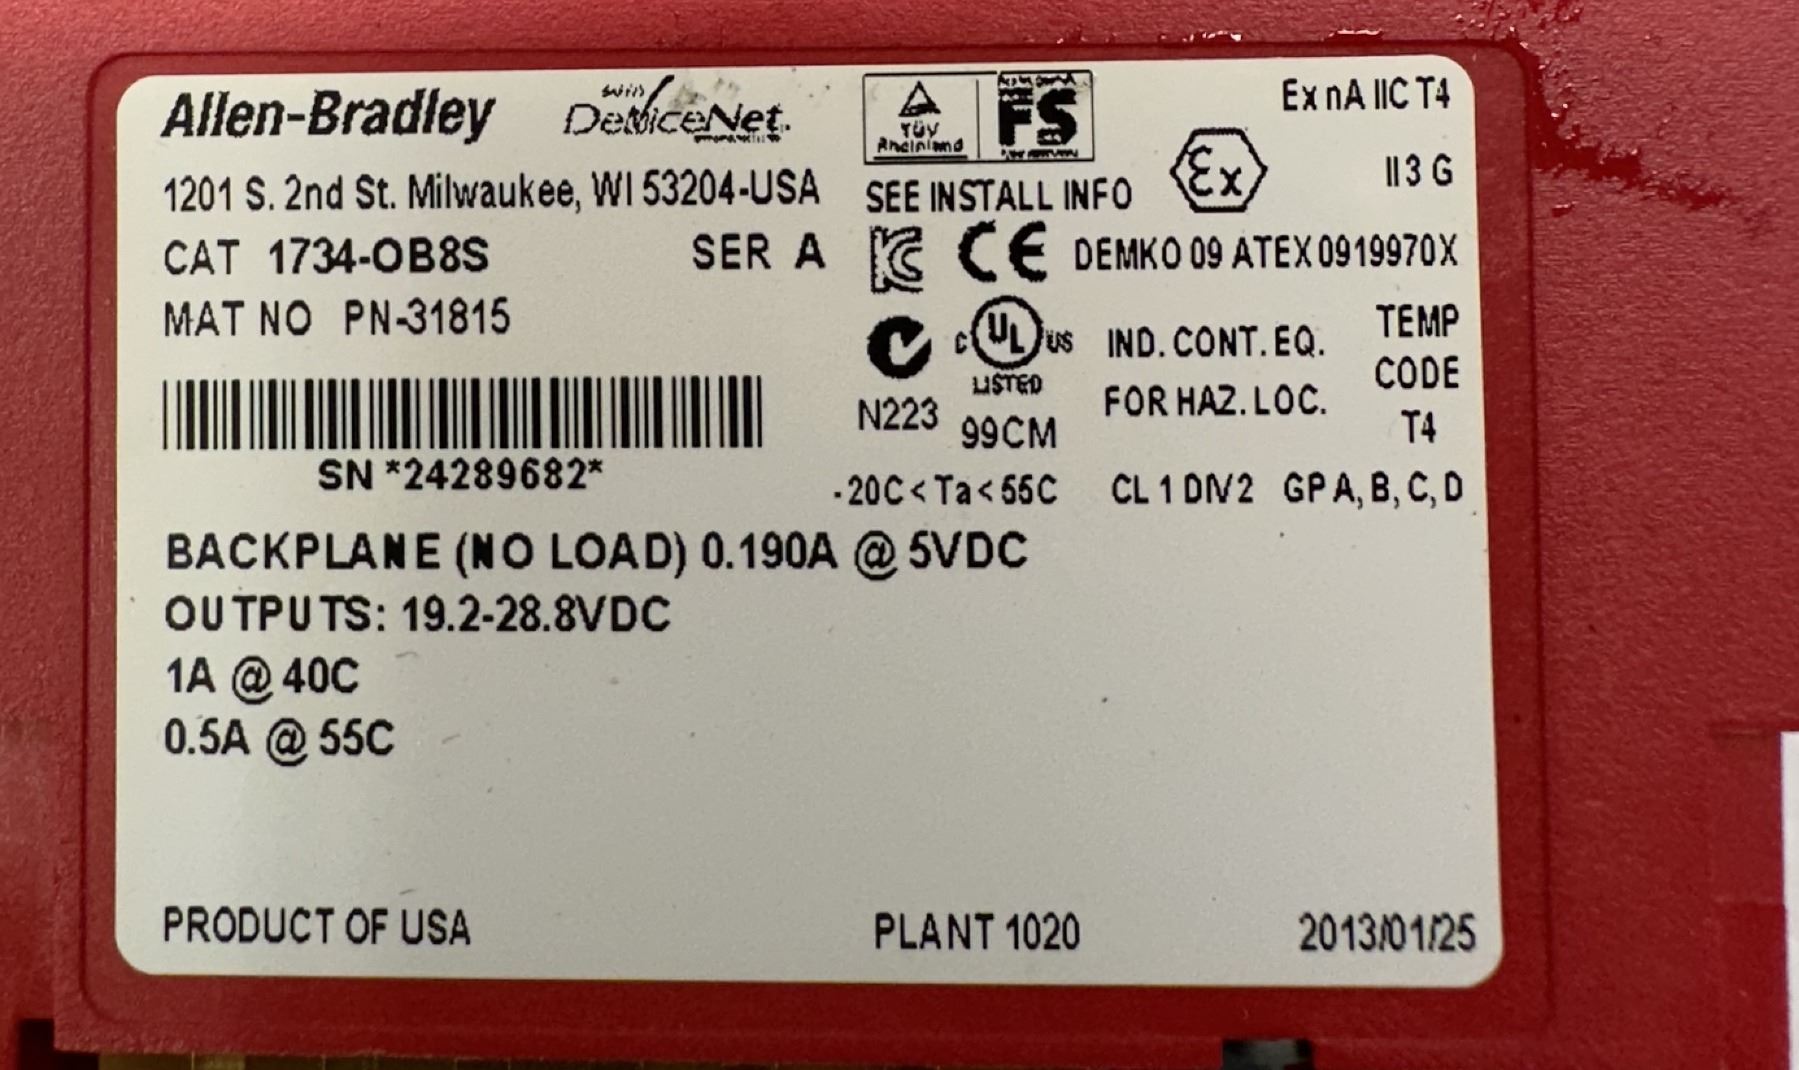 Allen-Bradley
DeviceNet
TÜV
Rheinland
FS
Ex nA IIC T4
1201 S. 2nd St. Milwaukee, WI 53204-USA
SEE INSTALL INFO
Ex
II 3 G
CAT 1734-OB8S SER A
CE DEMKO 09 ATEX 0919970X
MAT NO PN-31815
C UL US
LISTED
IND. CONT. EQ.
FOR HAZ. LOC.
TEMP
CODE
T4
N223
99CM
SN *24289682*
-20C < Ta < 55C CL 1 DIV 2 GP A, B, C, D
BACKPLANE (NO LOAD) 0.190A @ 5VDC
OUTPUTS: 19.2-28.8VDC
1A @ 40C
0.5A @ 55C
PRODUCT OF USA PLANT 1020 2013/01/25